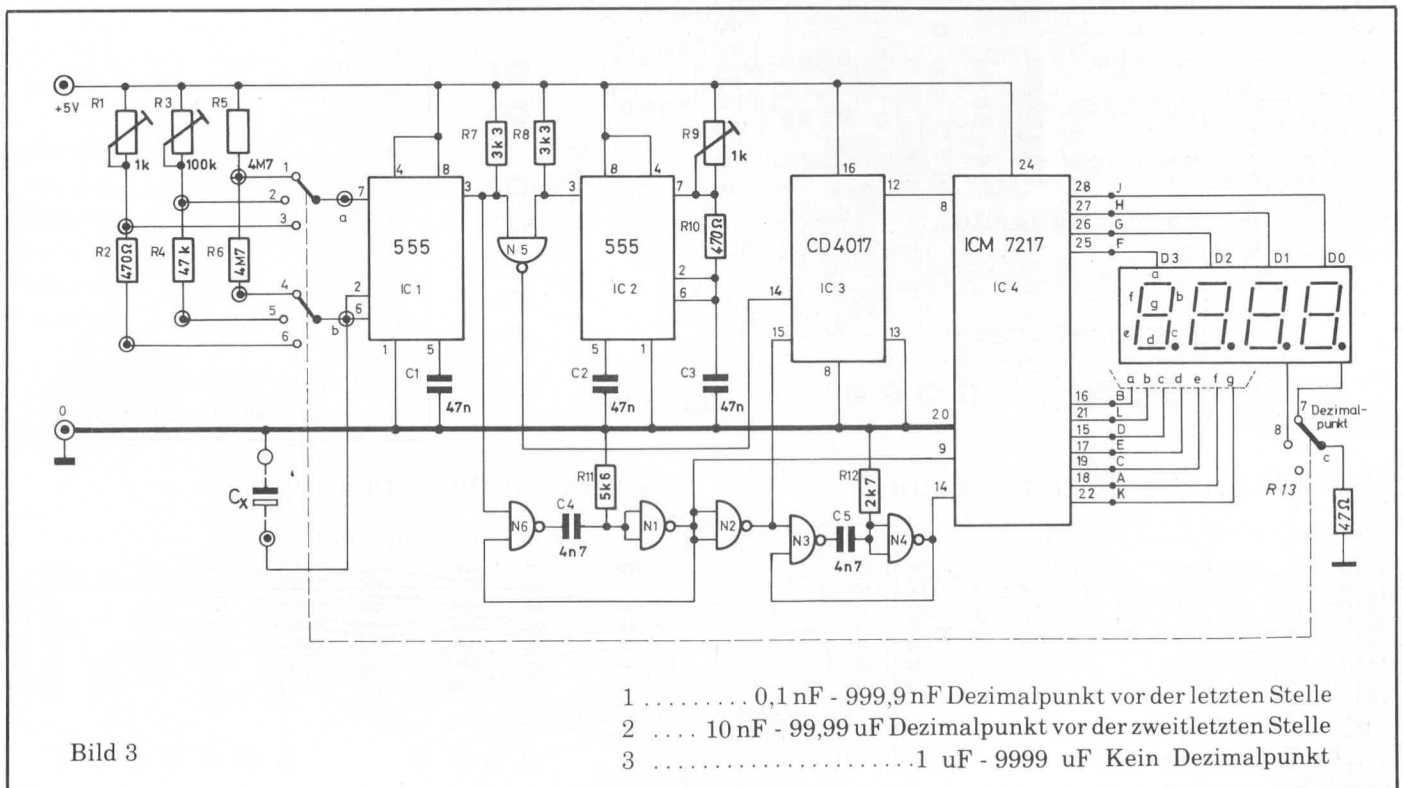 +5V
R1
1k
R3
100k
R5
4M7
1
2
3
a
7
4
8
3
555
IC 1
2
6
1
5
R2
470Ω
R4
47k
R6
4M7
4
5
6
b
C1
47n
R7
3k3
R8
3k3
N5
3
8
4
7
555
IC 2
2
6
5
1
C2
47n
R9
1k
R10
470Ω
C3
47n
16
12
CD4017
IC 3
14
15
13
8
24
8
ICM 7217
IC 4
20
9
14
28 J
27 H
26 G
25 F
D3
D2
D1
D0
a
f
g
b
e
d
c
a b c d e f g
16 B
21 L
15 D
17 E
19 C
18 A
22 K
7 Dezimal-
punkt
8
c
R13
47Ω
0
Cx
R11
5k6
C4
4n7
N6
N1
N2
N3
C5
4n7
N4
R12
2k7
1 ......... 0,1 nF - 999,9 nF Dezimalpunkt vor der letzten Stelle
2 .... 10 nF - 99,99 uF Dezimalpunkt vor der zweitletzten Stelle
3 ....................1 uF - 9999 uF Kein Dezimalpunkt
Bild 3